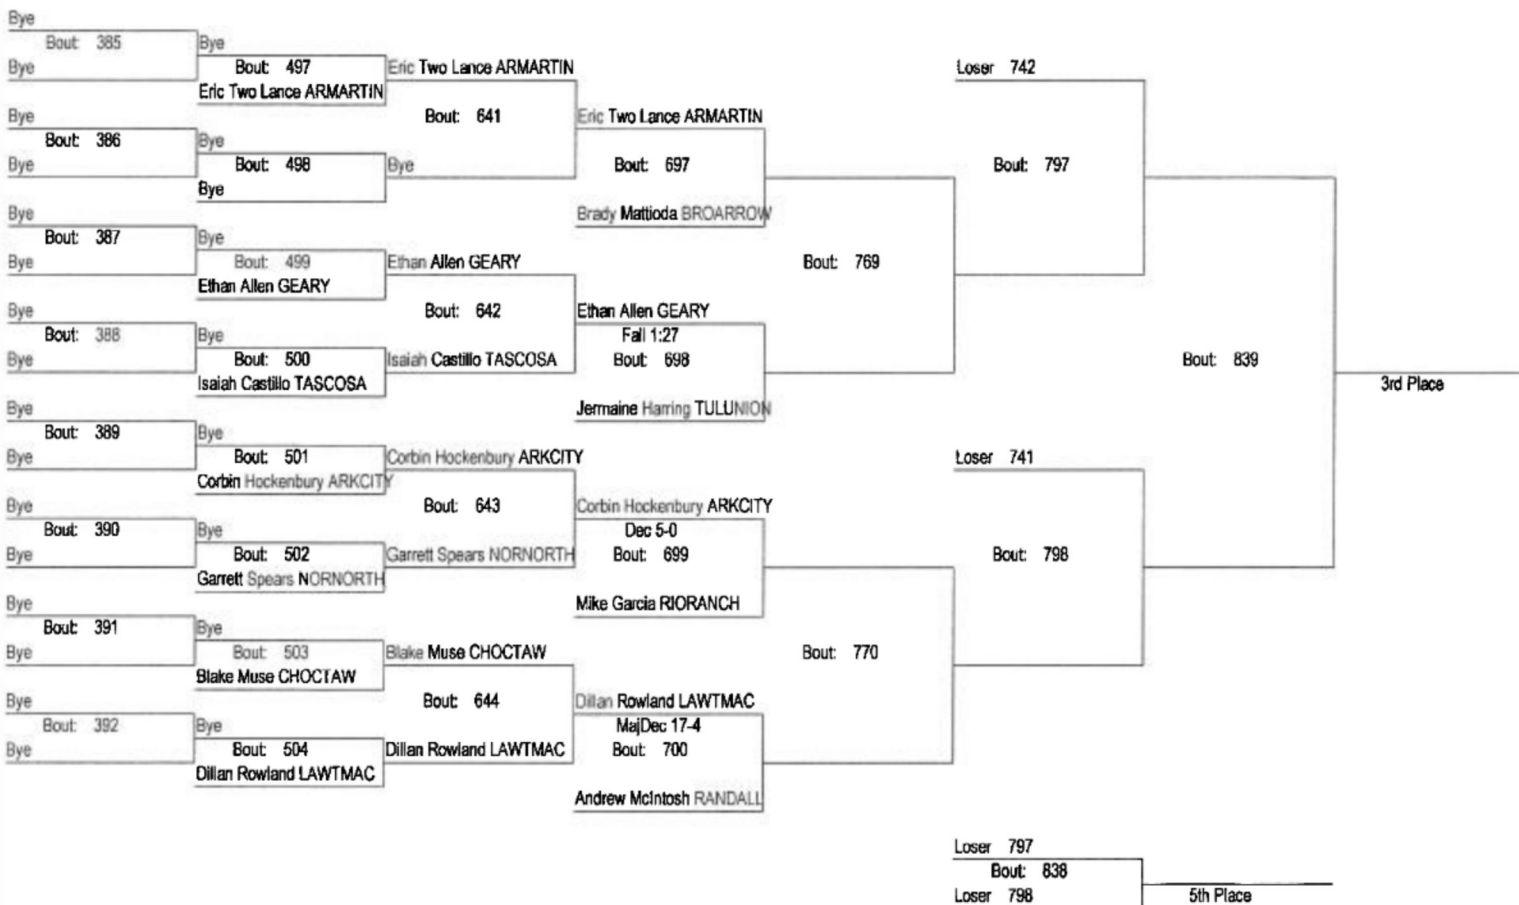 Bye
Bout: 385
Bye
Bye
Bout: 497
Eric Two Lance ARMARTIN
Bye
Bout: 386
Bye
Bye
Bout: 498
Bye
Bye
Bout: 387
Bye
Bye
Bout: 499
Ethan Allen GEARY
Bye
Bout: 388
Bye
Bye
Bout: 500
Isaiah Castillo TASCOSA
Bye
Bout: 389
Bye
Bye
Bout: 501
Corbin Hockenbury ARKCITY
Bye
Bout: 390
Bye
Bye
Bout: 502
Garrett Spears NORNORTH
Bye
Bout: 391
Bye
Bye
Bout: 503
Blake Muse CHOCTAW
Bye
Bout: 392
Bye
Bye
Bout: 504
Dillan Rowland LAWTMAC
Eric Two Lance ARMARTIN
Bout: 641
Bye
Ethan Allen GEARY
Bout: 642
Isaiah Castillo TASCOSA
Corbin Hockenbury ARKCITY
Bout: 643
Garrett Spears NORNORTH
Blake Muse CHOCTAW
Bout: 644
Dillan Rowland LAWTMAC
Eric Two Lance ARMARTIN
Bout: 697
Brady Mattioda BROARROW
Ethan Allen GEARY
Fall 1:27
Bout: 698
Jermaine Harring TULUNION
Corbin Hockenbury ARKCITY
Dec 5-0
Bout: 699
Mike Garcia RIORANCH
Dillan Rowland LAWTMAC
MajDec 17-4
Bout: 700
Andrew McIntosh RANDALL
Bout: 769
Bout: 770
Loser 742
Bout: 797
Loser 741
Bout: 798
Bout: 839
3rd Place
Loser 797
Bout: 838
Loser 798
5th Place